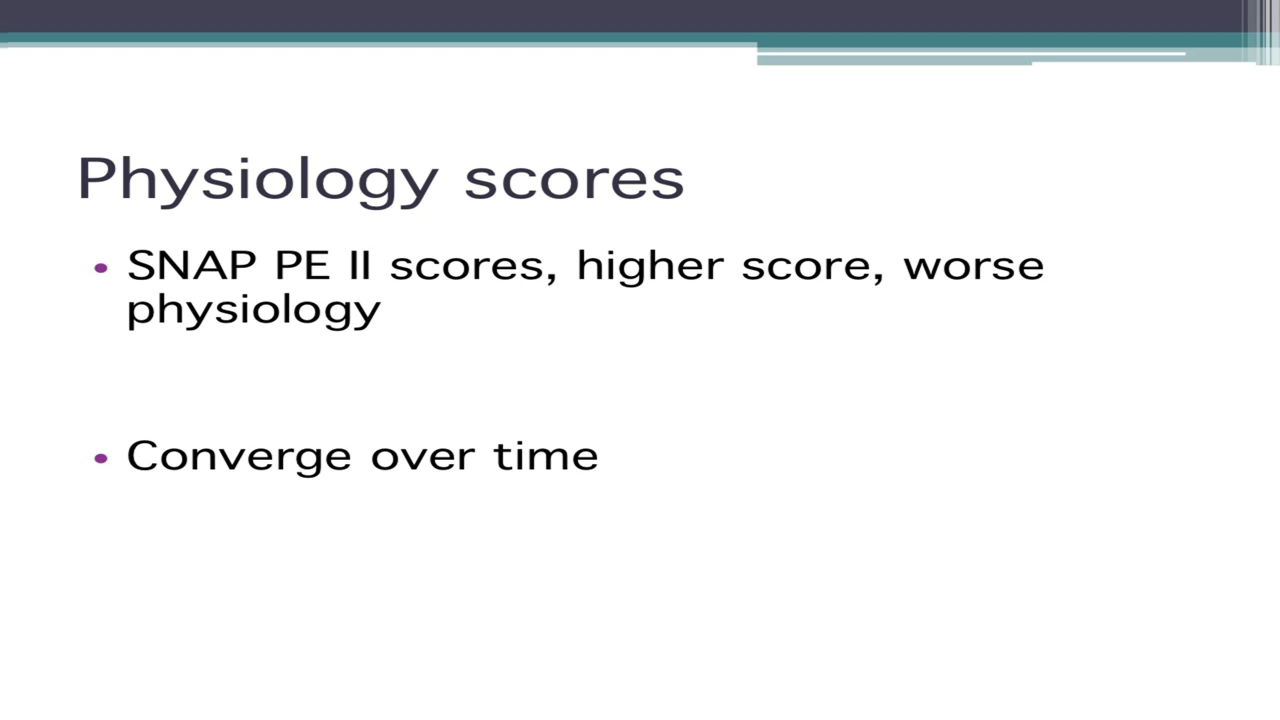 Physiology scores
• SNAP PE II scores, higher score, worse
physiology
• Converge over time